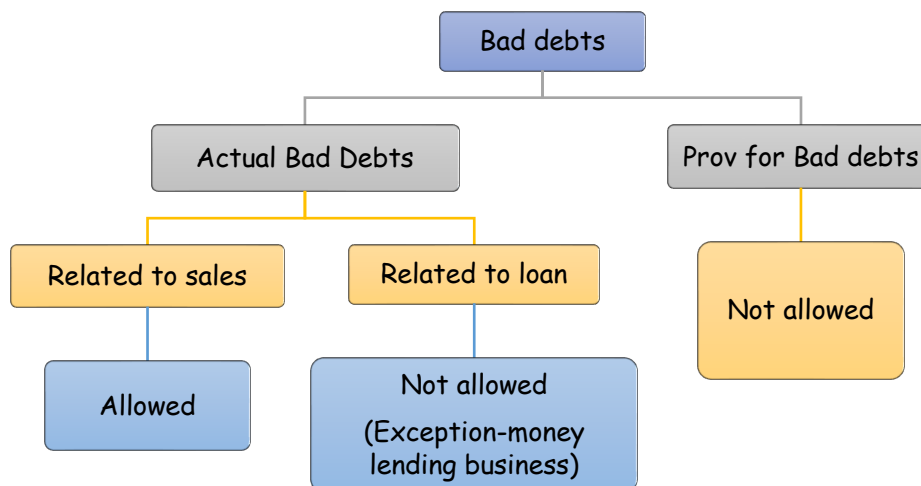 Bad debts
Actual Bad Debts
Prov for Bad debts
Related to sales
Related to loan
Not allowed
Allowed
Not allowed
(Exception-money
lending business)